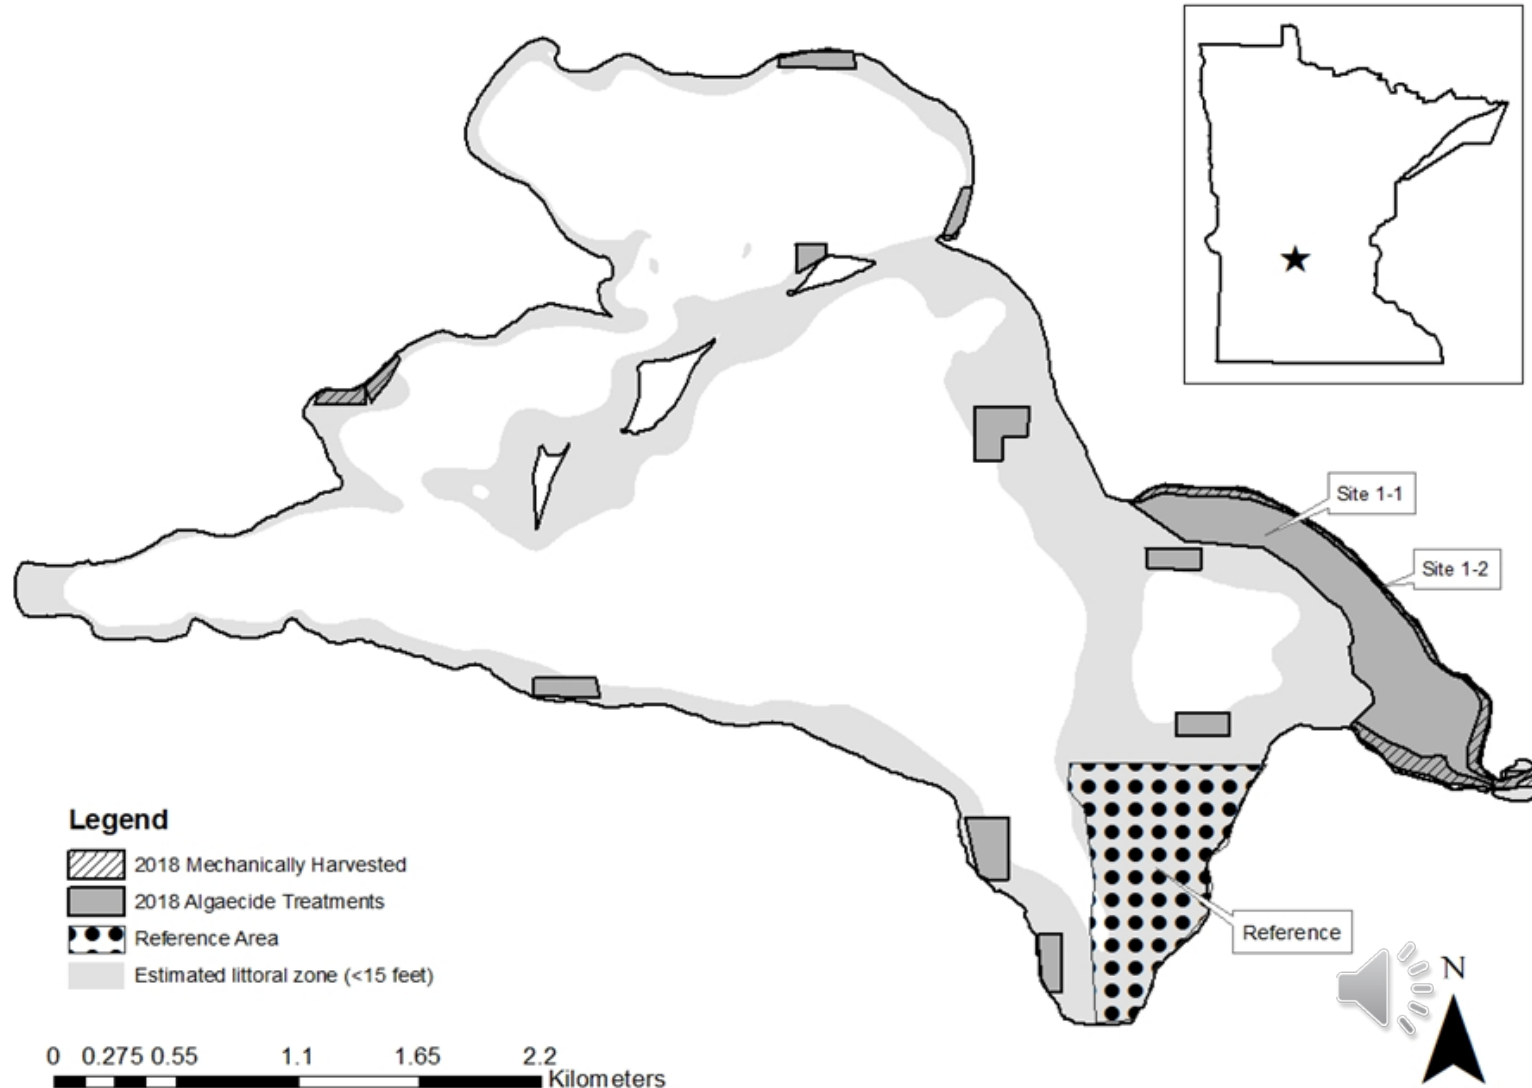 Site 1-1
Site 1-2
Legend
2018 Mechanically Harvested
2018 Algaecide Treatments
Reference Area
Estimated littoral zone (<15 feet)
Reference
N
0 0.275 0.55 1.1 1.65 2.2
Kilometers